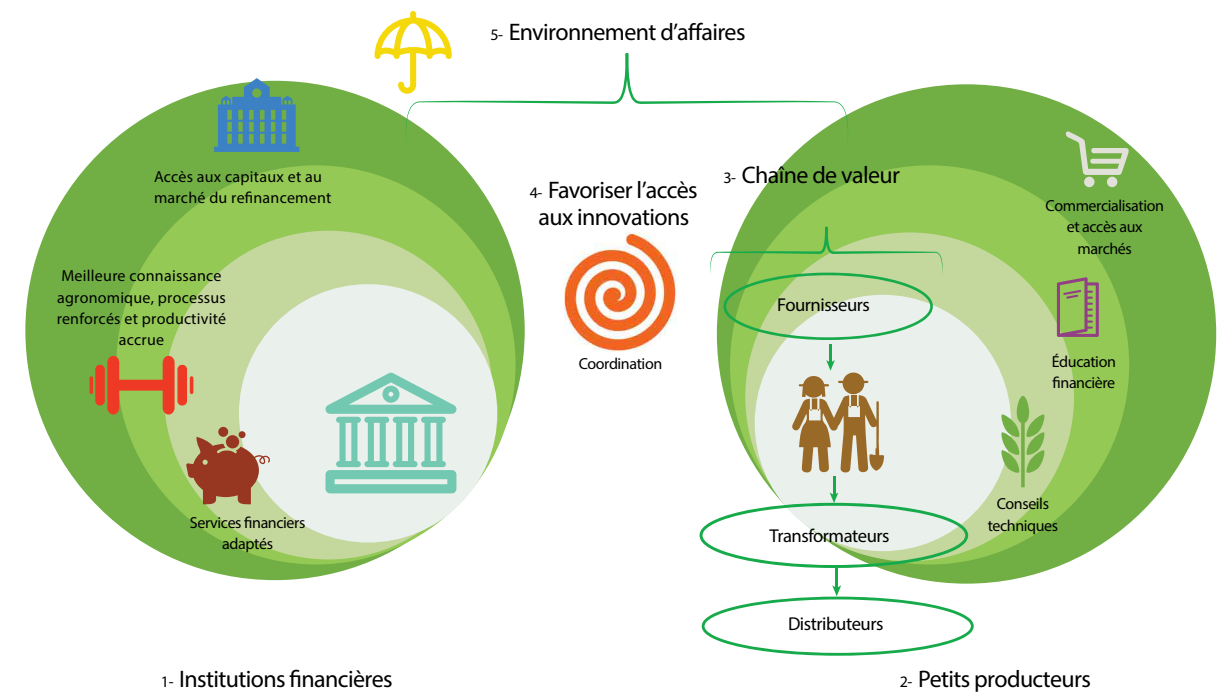 5- Environnement d'affaires
Accès aux capitaux et au
marché du refinancement
Meilleure connaissance
agronomique, processus
renforcés et productivité
accrue
Services financiers
adaptés
1- Institutions financières
4- Favoriser l'accès
aux innovations
Coordination
3- Chaîne de valeur
Fournisseurs
Transformateurs
Distributeurs
Commercialisation
et accès aux
marchés
Éducation
financière
Conseils
techniques
2- Petits producteurs